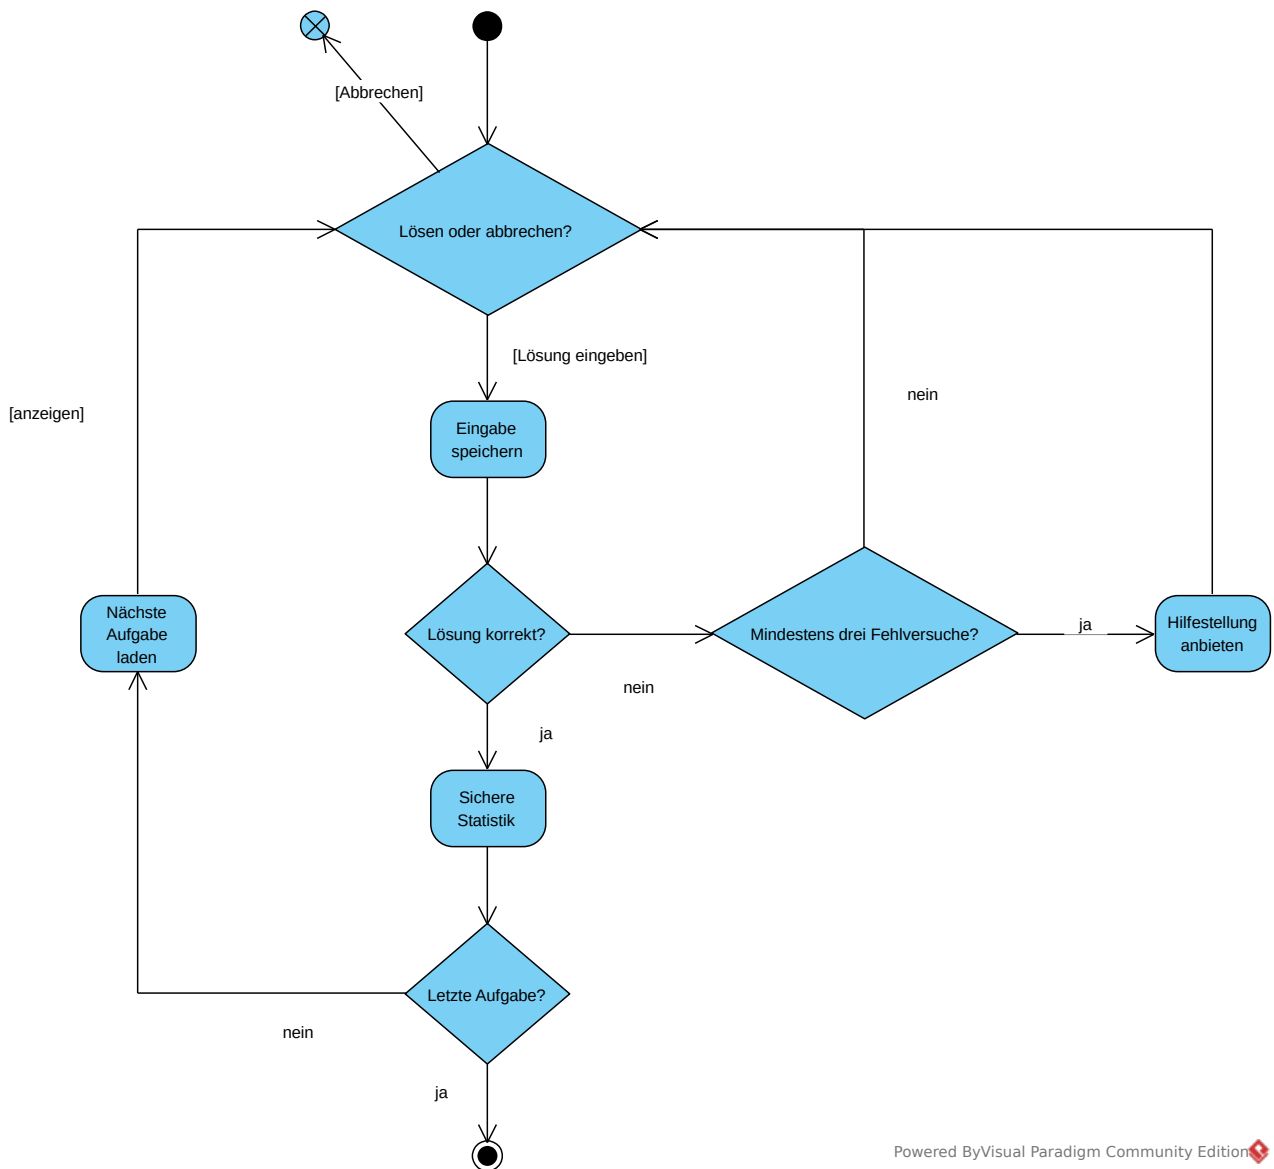 [Abbrechen]
Lösen oder abbrechen?
[Lösung eingeben]
nein
[anzeigen]
Eingabe
speichern
Nächste
Aufgabe
laden
Lösung korrekt?
nein
Mindestens drei Fehlversuche?
ja
Hilfestellung
anbieten
ja
Sichere
Statistik
Letzte Aufgabe?
nein
ja
Powered ByVisual Paradigm Community Edition